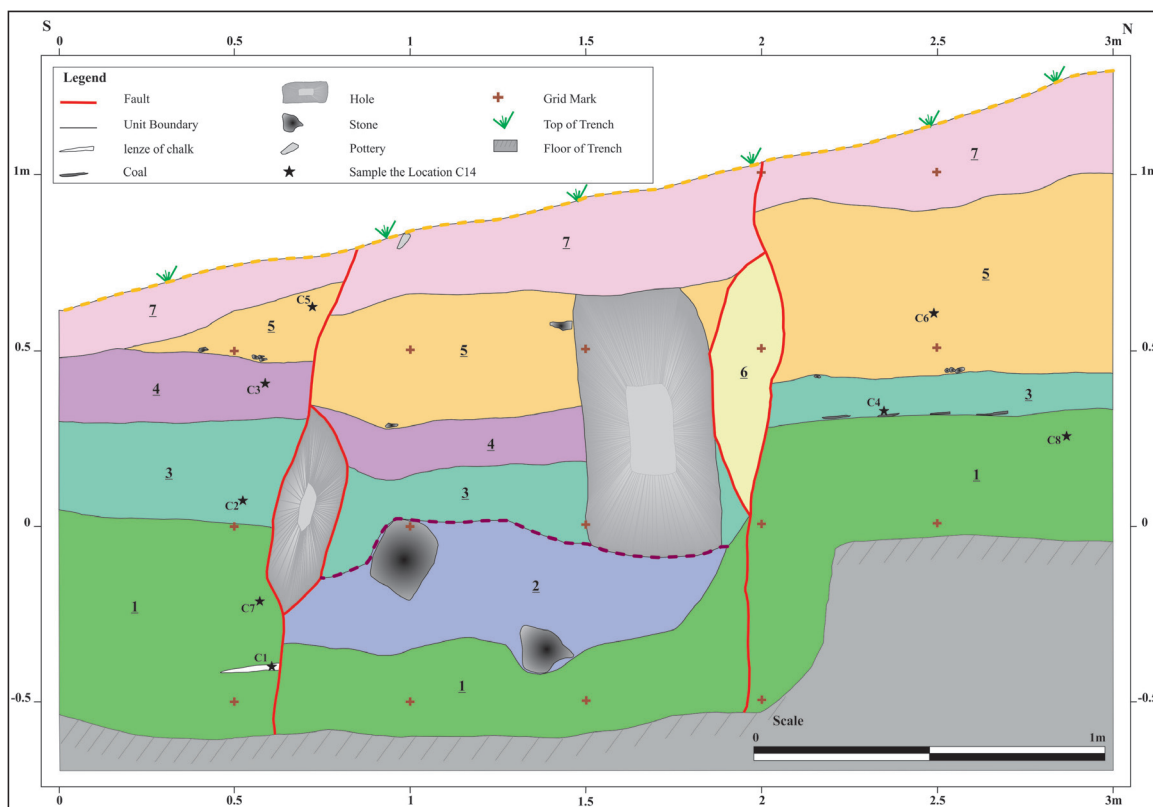 S N
0 0.5 1 1.5 2 2.5 3m
Legend
Fault Hole Grid Mark
Unit Boundary Stone Top of Trench
lenze of chalk Pottery Floor of Trench
Coal Sample the Location C14
1m 1m
7
7
7
5
C5
5
C6
5
0.5 0.5
6
4
C3
3
C4
4
C8
3
3
1
C2
0 0
2
C7
1
C1
1
-0.5 -0.5
Scale
0 1m
0 0.5 1 1.5 2 2.5 3m